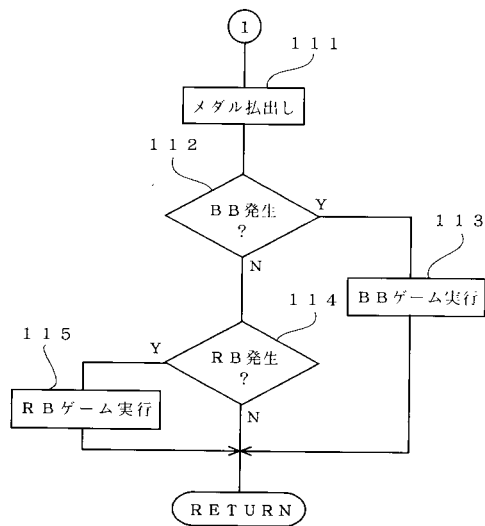 1
１１１
メダル払出し
１１２
ＢＢ発生
？
Y
N
１１３
ＢＢゲーム実行
１１４
ＲＢ発生
？
Y
N
１１５
ＲＢゲーム実行
ＲＥＴＵＲＮ